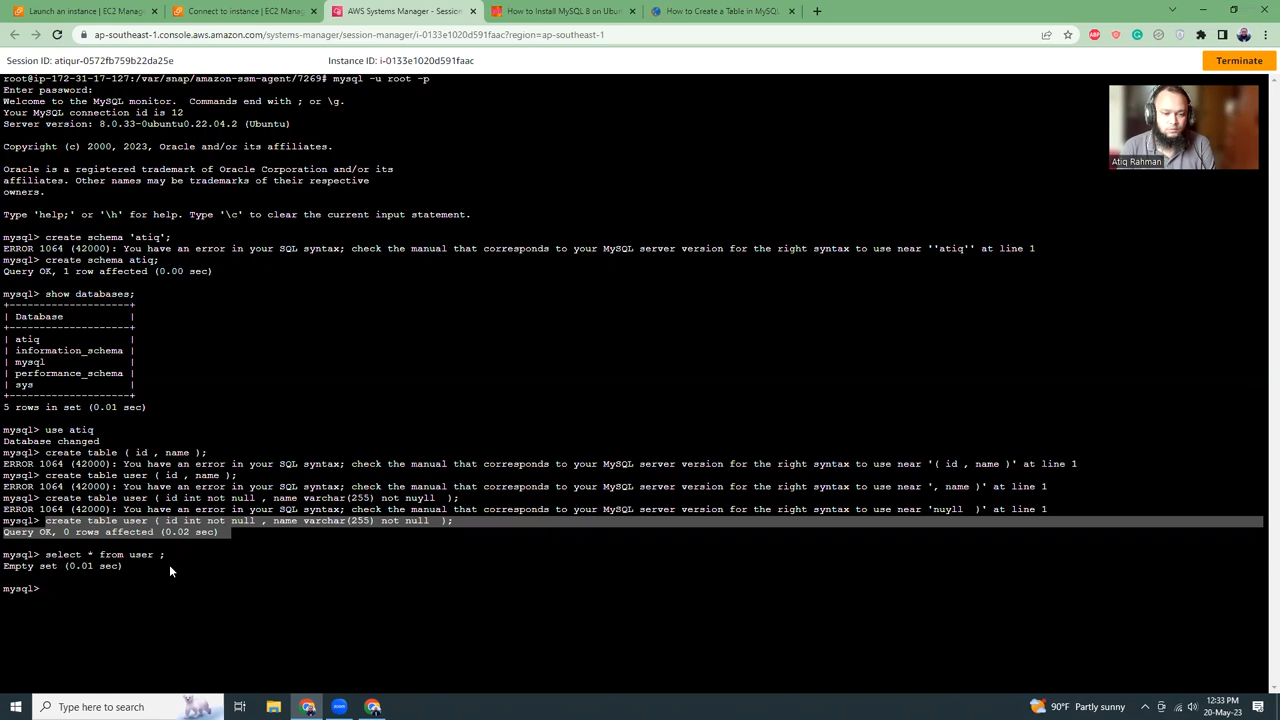 Launch an instance | EC2 Manage
Connect to instance | EC2 Manag
AWS Systems Manager - Session
How to Install MySQL 8 on Ubun
How to Create a Table in MySQL
ap-southeast-1.console.aws.amazon.com/systems-manager/session-manager/i-0133e1020d591faac?region=ap-southeast-1
Session ID: atiqur-0572fb759b22da25e
Instance ID: i-0133e1020d591faac
Terminate
root@ip-172-31-17-127:/var/snap/amazon-ssm-agent/7269# mysql -u root -p
Enter password:
Welcome to the MySQL monitor.  Commands end with ; or \g.
Your MySQL connection id is 12
Server version: 8.0.33-0ubuntu0.22.04.2 (Ubuntu)
Copyright (c) 2000, 2023, Oracle and/or its affiliates.
Oracle is a registered trademark of Oracle Corporation and/or its
affiliates. Other names may be trademarks of their respective
owners.
Type 'help;' or '\h' for help. Type '\c' to clear the current input statement.
mysql> create schema 'atiq';
ERROR 1064 (42000): You have an error in your SQL syntax; check the manual that corresponds to your MySQL server version for the right syntax to use near ''atiq'' at line 1
mysql> create schema atiq;
Query OK, 1 row affected (0.00 sec)
mysql> show databases;
+--------------------+
| Database           |
+--------------------+
| atiq               |
| information_schema |
| mysql              |
| performance_schema |
| sys                |
+--------------------+
5 rows in set (0.01 sec)
mysql> use atiq
Database changed
mysql> create table ( id , name );
ERROR 1064 (42000): You have an error in your SQL syntax; check the manual that corresponds to your MySQL server version for the right syntax to use near '( id , name )' at line 1
mysql> create table user ( id , name );
ERROR 1064 (42000): You have an error in your SQL syntax; check the manual that corresponds to your MySQL server version for the right syntax to use near ', name )' at line 1
mysql> create table user ( id int not null , name varchar(255) not nuyll  );
ERROR 1064 (42000): You have an error in your SQL syntax; check the manual that corresponds to your MySQL server version for the right syntax to use near 'nuyll  )' at line 1
mysql> create table user ( id int not null , name varchar(255) not null  );
Query OK, 0 rows affected (0.02 sec)
mysql> select * from user ;
Empty set (0.01 sec)
mysql>
Atiq Rahman
Type here to search
90°F Partly sunny
12:33 PM
20-May-23